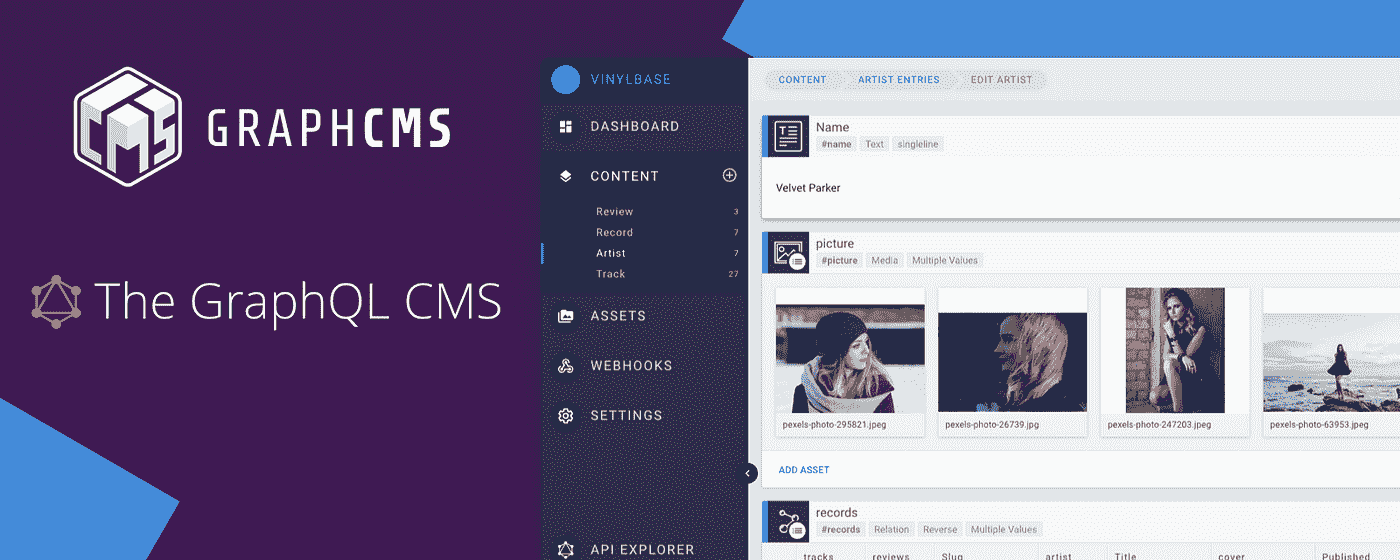 CMS
GRAPHCMS
The GraphQL CMS
VINYLBASE
DASHBOARD
CONTENT
Review 3
Record 7
Artist 7
Track 27
ASSETS
WEBHOOKS
SETTINGS
API EXPLORER
CONTENT ARTIST ENTRIES EDIT ARTIST
Name
#name Text singleline
Velvet Parker
picture
#picture Media Multiple Values
pexels-photo-295821.jpeg pexels-photo-26739.jpg pexels-photo-247203.jpeg pexels-photo-63953.jpeg
ADD ASSET
records
#records Relation Reverse Multiple Values
tracks reviews Slug artist Title cover Published